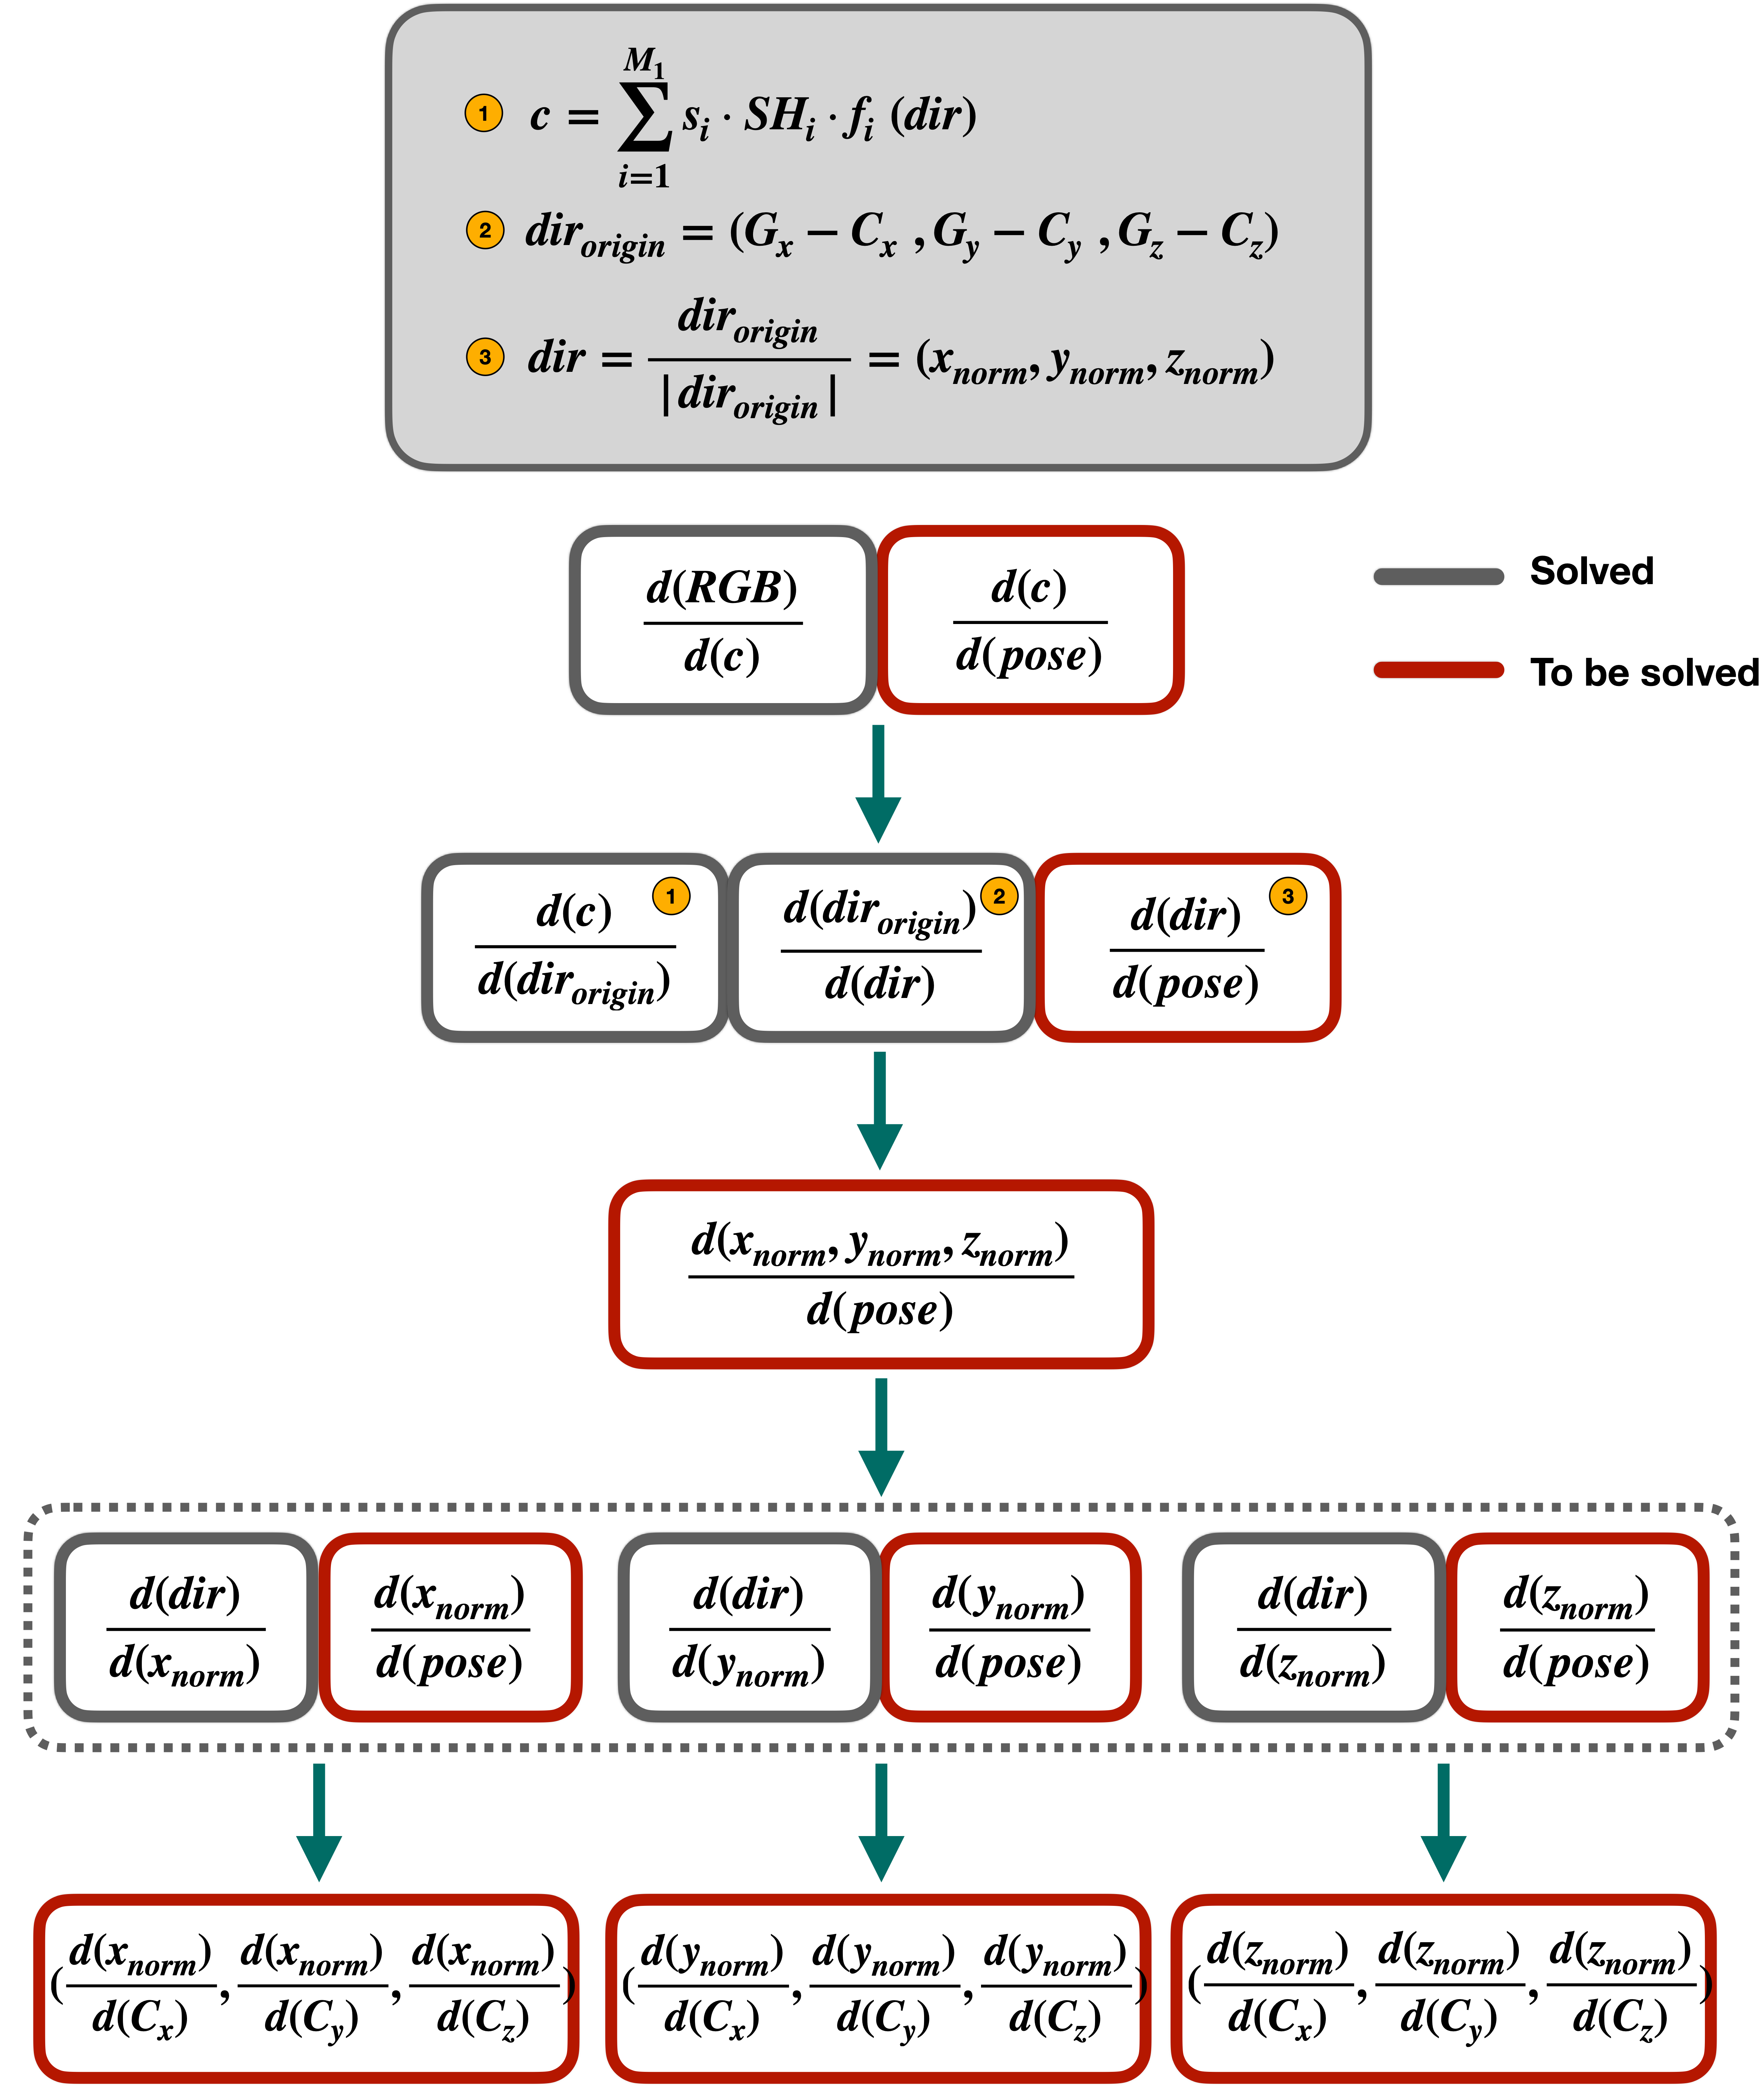 1 c = ∑_{i=1}^{M_1} s_i · SH_i · f_i (dir)
2 dir_{origin} = (G_x − C_x , G_y − C_y , G_z − C_z)
3 dir = \frac{dir_{origin}}{|dir_{origin}|} = (x_{norm}, y_{norm}, z_{norm})
\frac{d(RGB)}{d(c)} \frac{d(c)}{d(pose)}
Solved
To be solved
\frac{d(c)}{d(dir_{origin})} 1 \frac{d(dir_{origin})}{d(dir)} 2 \frac{d(dir)}{d(pose)} 3
\frac{d(x_{norm}, y_{norm}, z_{norm})}{d(pose)}
\frac{d(dir)}{d(x_{norm})} \frac{d(x_{norm})}{d(pose)} \frac{d(dir)}{d(y_{norm})} \frac{d(y_{norm})}{d(pose)} \frac{d(dir)}{d(z_{norm})} \frac{d(z_{norm})}{d(pose)}
(\frac{d(x_{norm})}{d(C_x)}, \frac{d(x_{norm})}{d(C_y)}, \frac{d(x_{norm})}{d(C_z)}) (\frac{d(y_{norm})}{d(C_x)}, \frac{d(y_{norm})}{d(C_y)}, \frac{d(y_{norm})}{d(C_z)}) (\frac{d(z_{norm})}{d(C_x)}, \frac{d(z_{norm})}{d(C_y)}, \frac{d(z_{norm})}{d(C_z)})